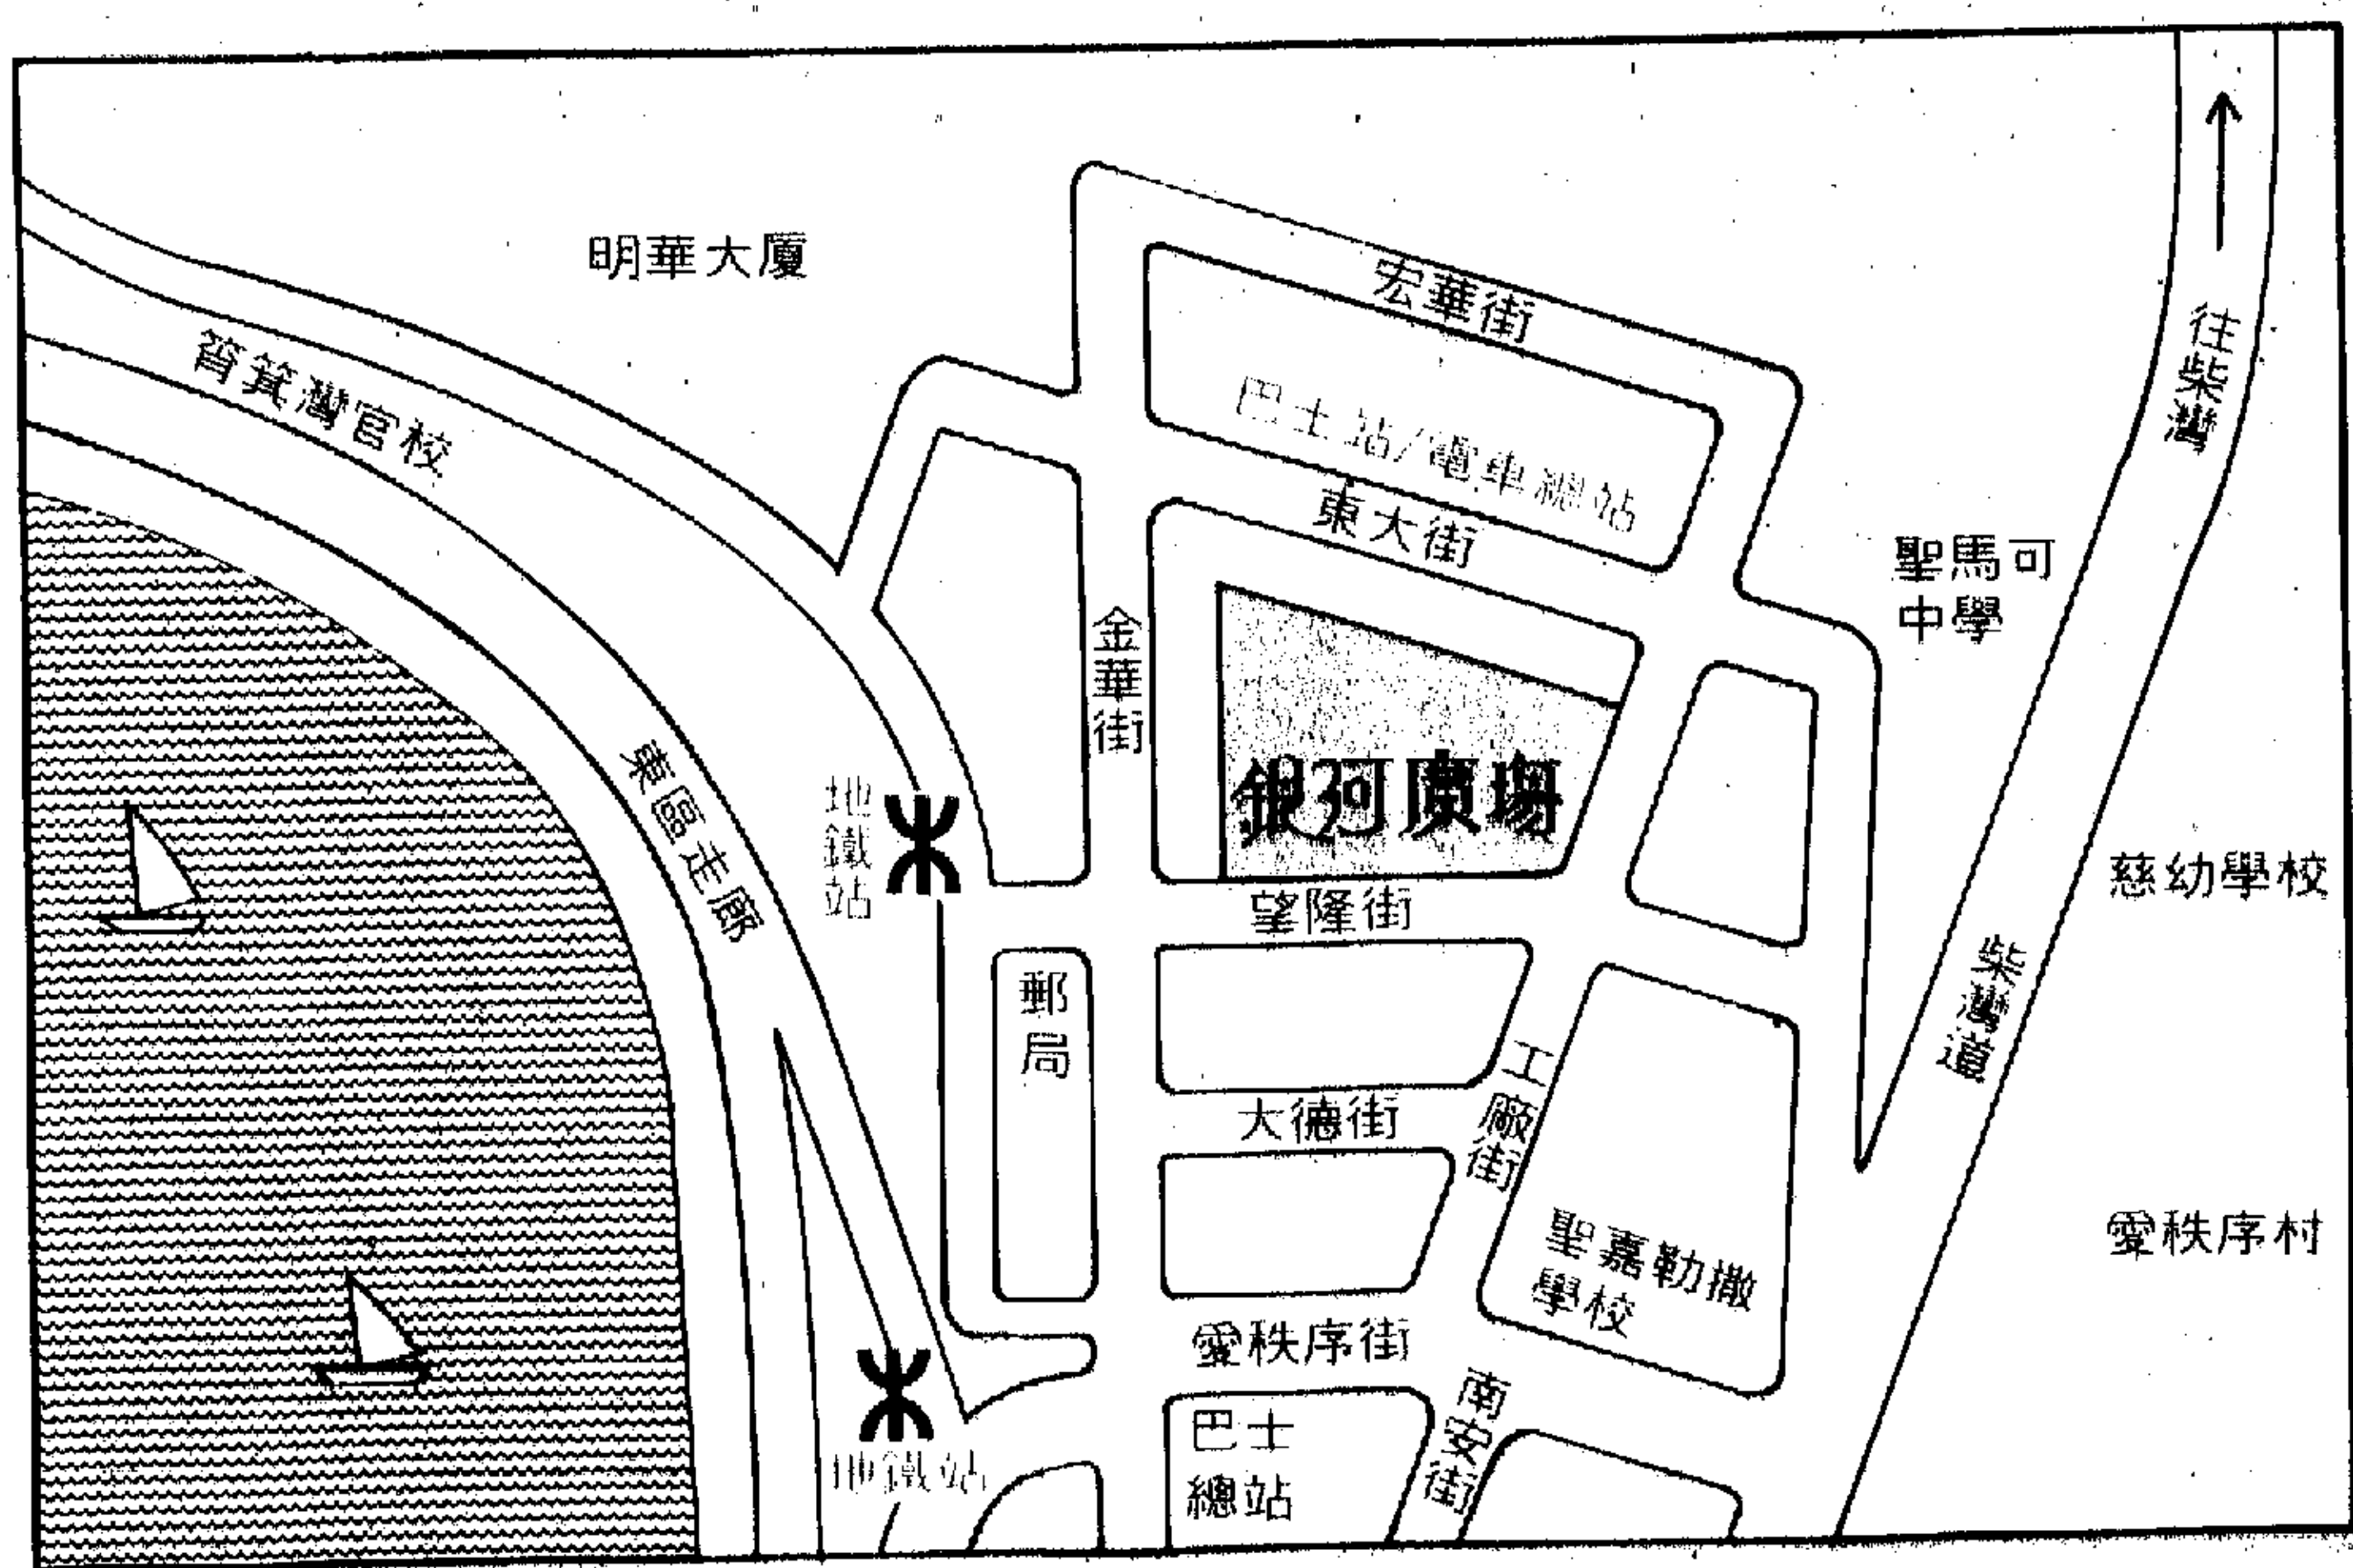 明華大廈
宏華街
往柴灣
筲箕灣官校
巴士站/電車總站
東大街
聖馬可
中學
金華街
東區走廊
地鐵站
銀河廣場
望隆街
慈幼學校
柴灣道
郵局
工廠街
大德街
聖嘉勒撒
學校
愛秩序村
愛秩序街
南安街
巴士
總站
地鐵站